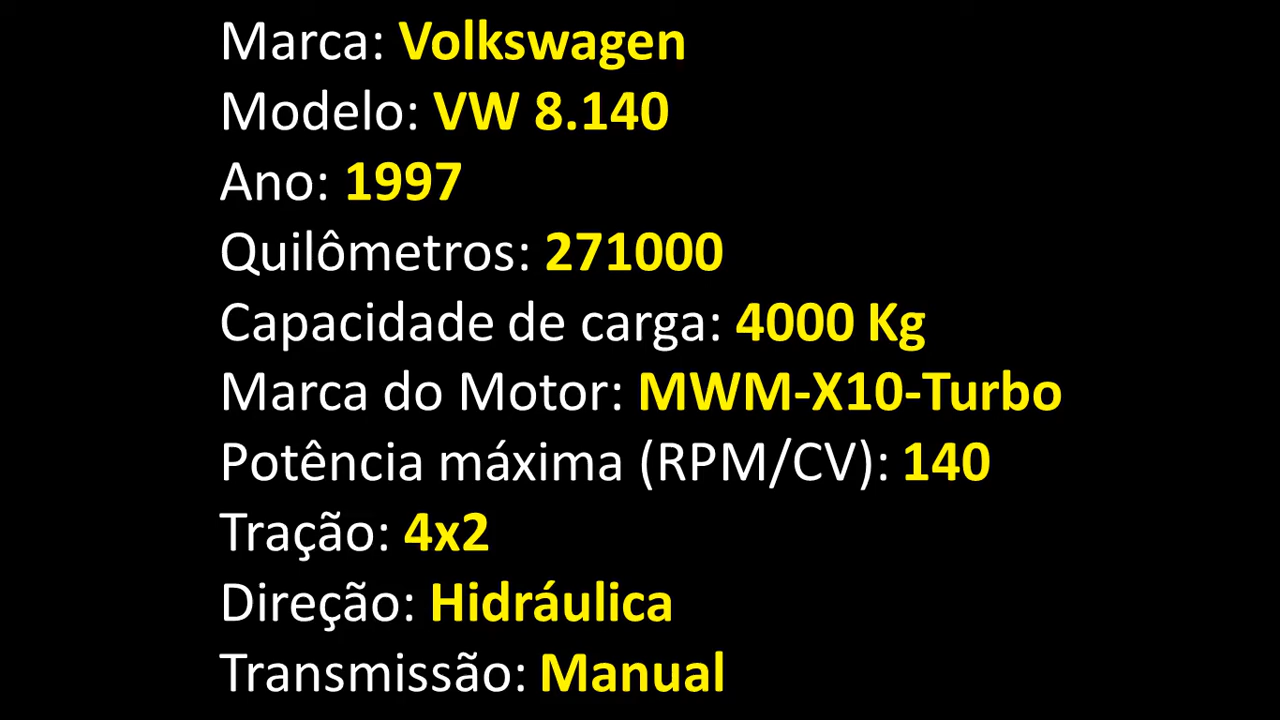 Marca: Volkswagen
Modelo: VW 8.140
Ano: 1997
Quilômetros: 271000
Capacidade de carga: 4000 Kg
Marca do Motor: MWM-X10-Turbo
Potência máxima (RPM/CV): 140
Tração: 4x2
Direção: Hidráulica
Transmissão: Manual